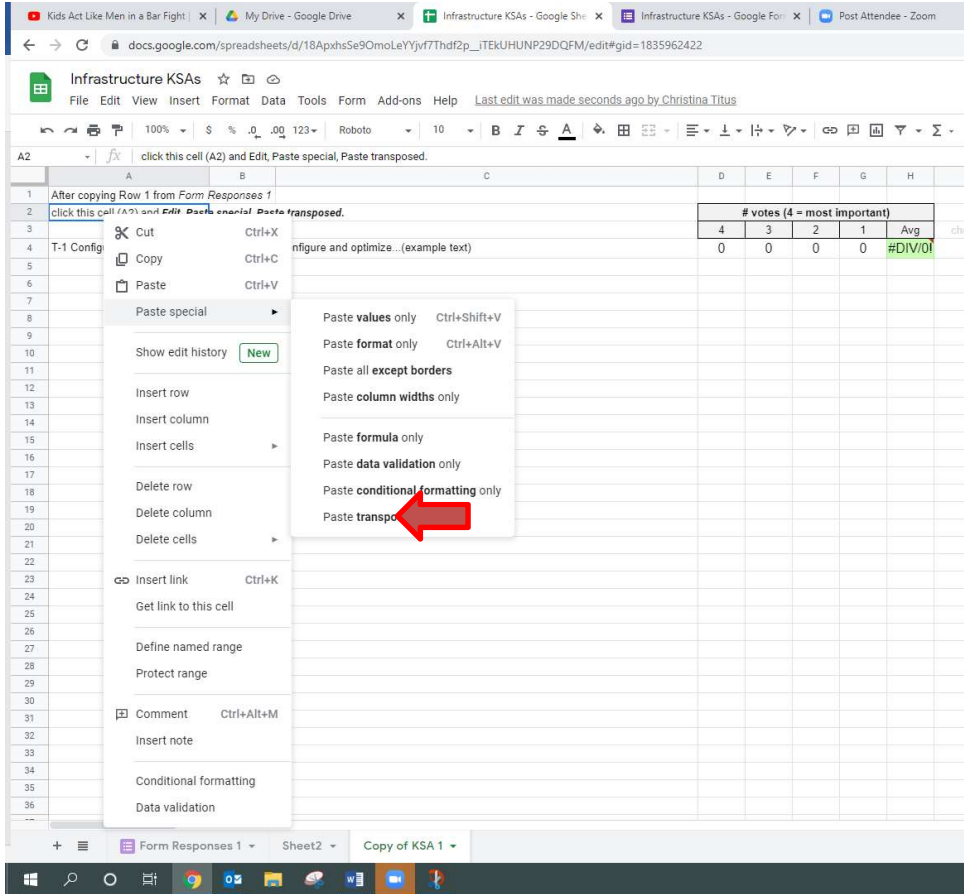 Kids Act Like Men in a Bar Fight | My Drive - Google Drive Infrastructure KSAs - Google She Infrastructure KSAs - Google For Post Attendee - Zoom
docs.google.com/spreadsheets/d/18ApxhsSe9OmoLeYYjvf7Thdf2p__iTEkUHUNP29DQFM/edit#gid=1835962422
Infrastructure KSAs
File Edit View Insert Format Data Tools Form Add-ons Help Last edit was made seconds ago by Christina Titus
100% $ % .0 .00 123 Roboto 10 B I S A
A2 fx click this cell (A2) and Edit, Paste special, Paste transposed.
A B C D E F G H
1 After copying Row 1 from Form Responses 1
2 click this cell (A2) and Edit, Paste special, Paste transposed. # votes (4 = most important)
3 4 3 2 1 Avg
4 T-1 Config nfigure and optimize...(example text) 0 0 0 0 #DIV/0!
5
6
7
8
9
10
11
12
13
14
15
16
17
18
19
20
21
22
23
24
25
26
27
28
29
30
31
32
33
34
35
36
Cut Ctrl+X
Copy Ctrl+C
Paste Ctrl+V
Paste special
Show edit history New
Insert row
Insert column
Insert cells
Delete row
Delete column
Delete cells
Insert link Ctrl+K
Get link to this cell
Define named range
Protect range
Comment Ctrl+Alt+M
Insert note
Conditional formatting
Data validation
Paste values only Ctrl+Shift+V
Paste format only Ctrl+Alt+V
Paste all except borders
Paste column widths only
Paste formula only
Paste data validation only
Paste conditional formatting only
Paste transpo
+ Form Responses 1 Sheet2 Copy of KSA 1